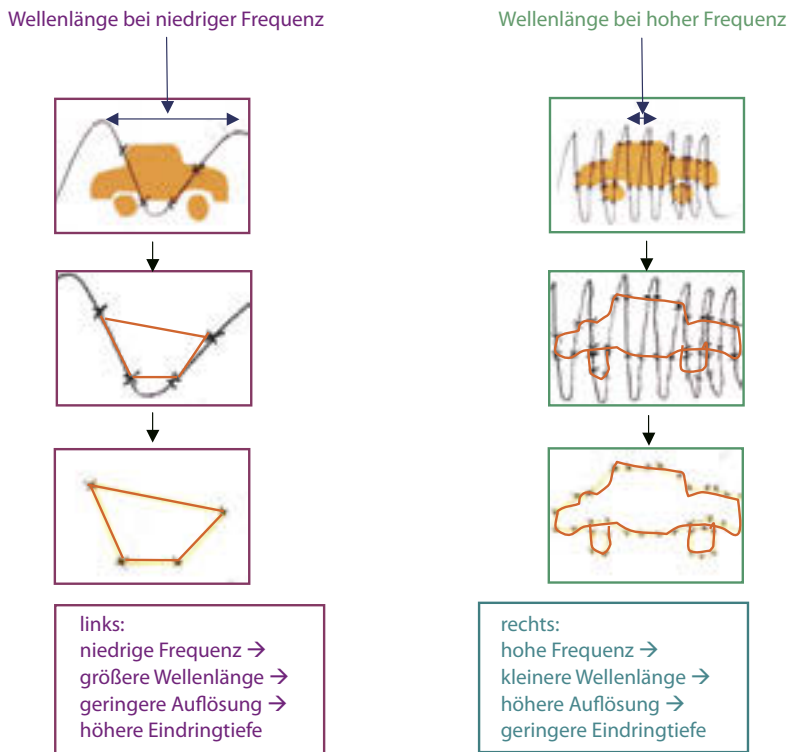 Wellenlänge bei niedriger Frequenz
Wellenlänge bei hoher Frequenz
links:
niedrige Frequenz →
größere Wellenlänge →
geringere Auflösung →
höhere Eindringtiefe
rechts:
hohe Frequenz →
kleinere Wellenlänge →
höhere Auflösung →
geringere Eindringtiefe